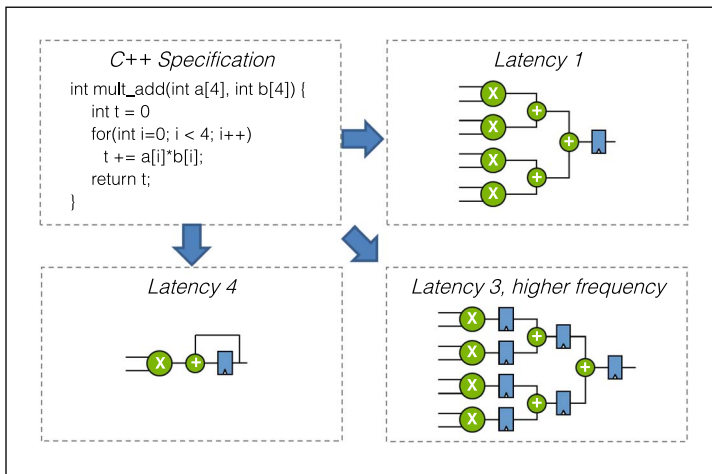 C++ Specification
int mult_add(int a[4], int b[4]) {
int t = 0
for(int i=0; i < 4; i++)
t += a[i]*b[i];
return t;
}
Latency 1
X
X
X
X
+
+
+
Latency 4
X
+
Latency 3, higher frequency
X
X
X
X
+
+
+